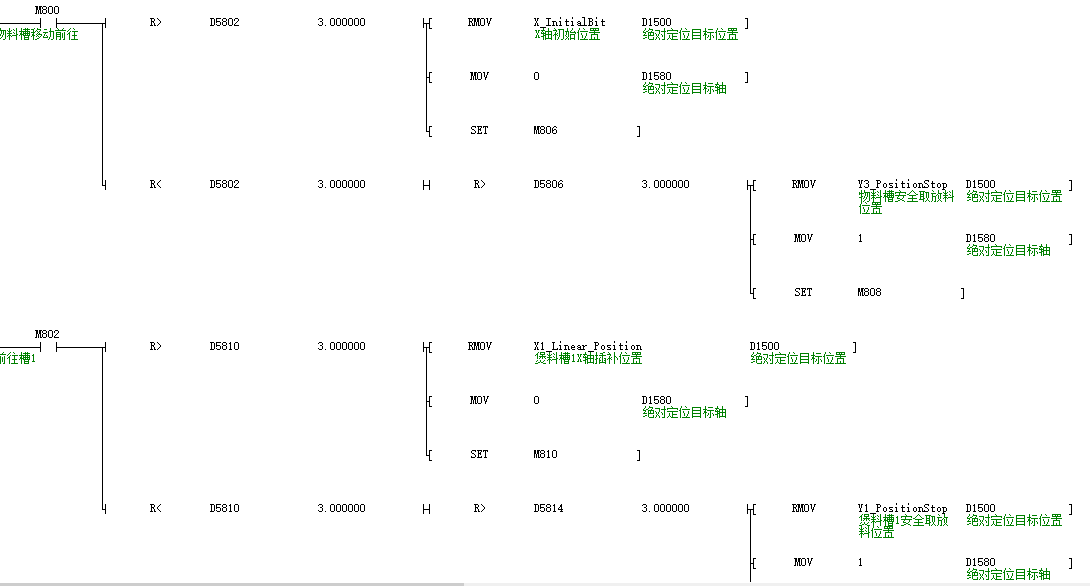 M800
物料槽移动前往
R> D5802 3.000000 [ RMOV X_InitialBit D1500 ]
X轴初始位置 绝对定位目标位置
[ MOV 0 D1580 ]
绝对定位目标轴
[ SET M806 ]
R< D5802 3.000000 R> D5806 3.000000 [ RMOV Y3_PositionStop D1500 ]
物料槽安全取放料 绝对定位目标位置
位置
[ MOV 1 D1580 ]
绝对定位目标轴
[ SET M808 ]
M802
前往槽1
R> D5810 3.000000 [ RMOV X1_Linear_Position D1500 ]
煲料槽1X轴插补位置 绝对定位目标位置
[ MOV 0 D1580 ]
绝对定位目标轴
[ SET M810 ]
R< D5810 3.000000 R> D5814 3.000000 [ RMOV Y1_PositionStop D1500 ]
煲料槽1安全取放 绝对定位目标位置
料位置
[ MOV 1 D1580 ]
绝对定位目标轴